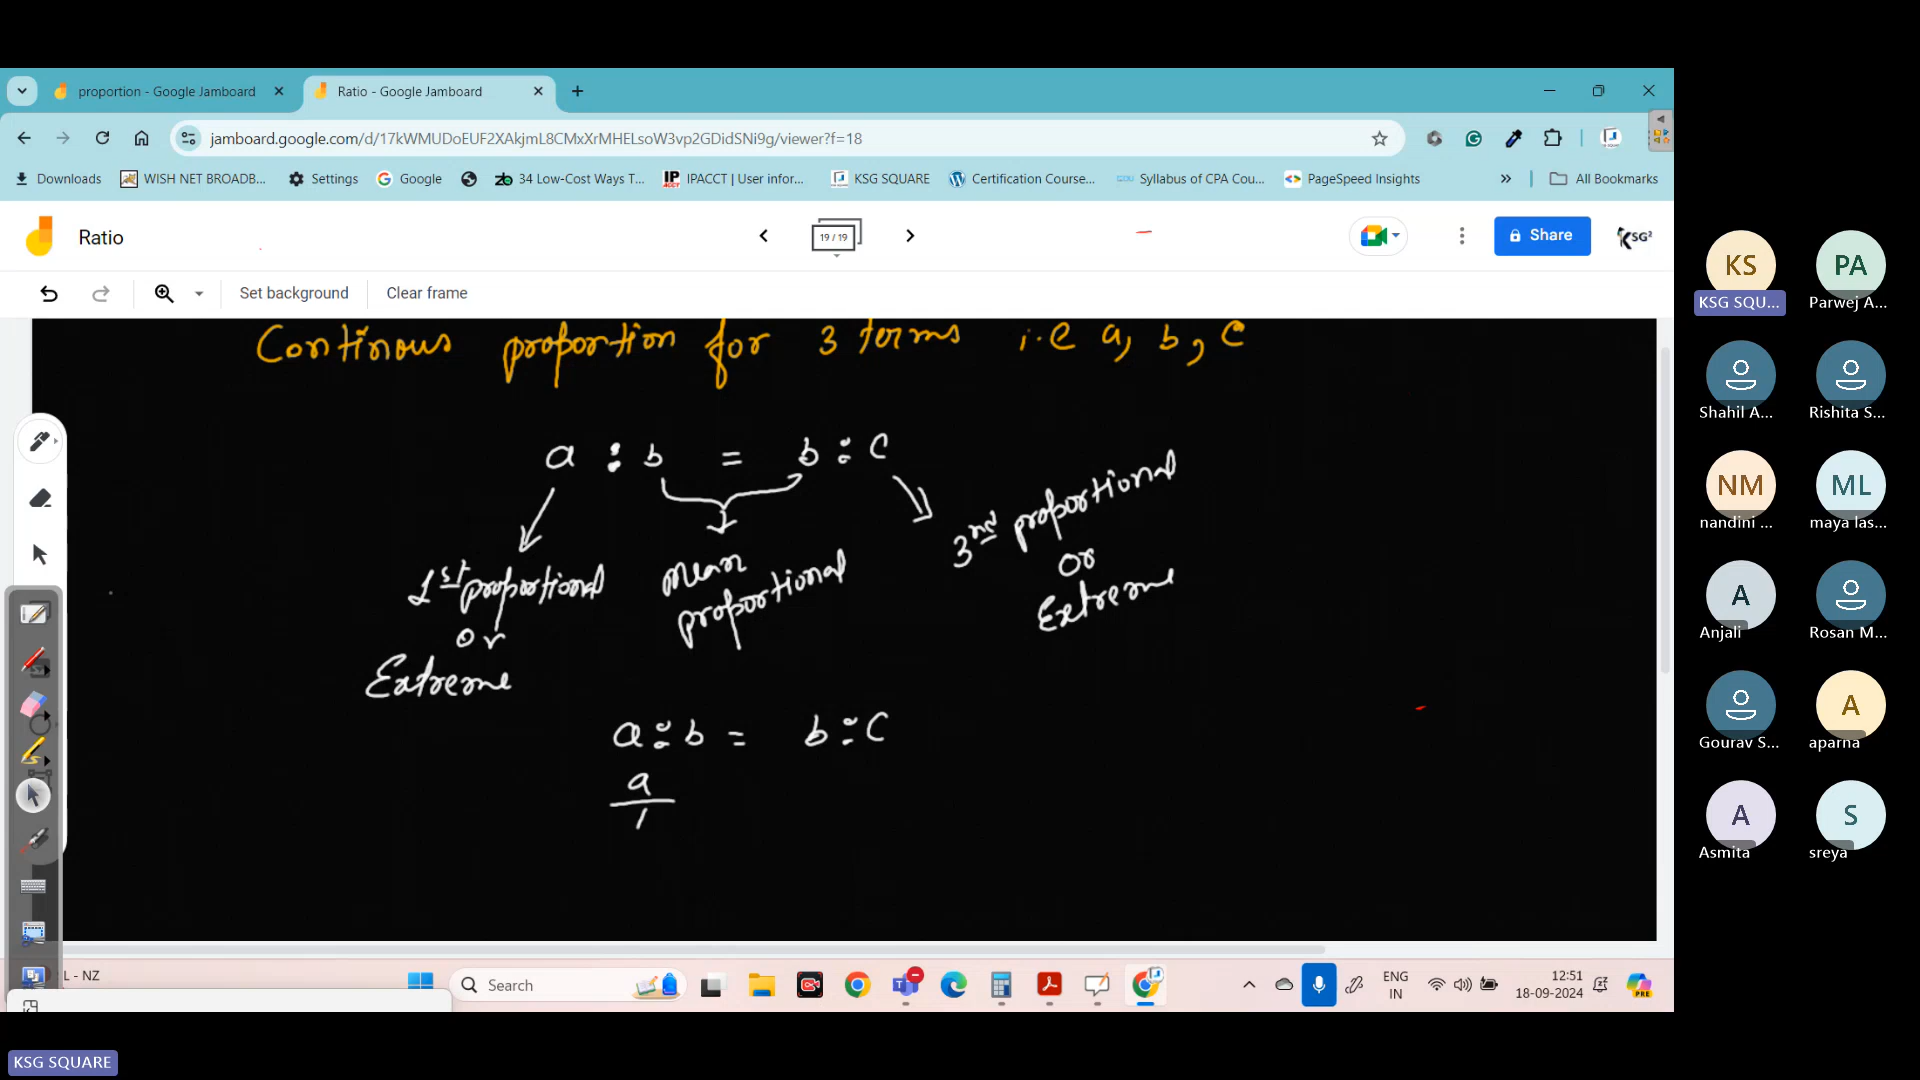 proportion - Google Jamboard
Ratio - Google Jamboard
jamboard.google.com/d/17kWMUDoEUF2XAkjmL8CMxXrMHELsoW3vp2GDidSNi9g/viewer?f=18
Downloads
WISH NET BROADB...
Settings
Google
34 Low-Cost Ways T...
IPACCT | User infor...
KSG SQUARE
Certification Course...
Syllabus of CPA Cou...
PageSpeed Insights
All Bookmarks
Ratio
19 / 19
Share
KSG²
Set background
Clear frame
Continous proportion for 3 terms i.e a, b, c
a : b = b : c
1st proportional
or
Extreme
mean
proportional
3nd proportional
or
Extreme
a : b = b : c
a
KS
KSG SQU...
PA
Parwej A...
Shahil A...
Rishita S...
NM
nandini ...
ML
maya las...
A
Anjali
Rosan M...
Gourav S...
A
aparna
A
Asmita
S
sreya
L - NZ
Search
ENG
IN
12:51
18-09-2024
PRE
KSG SQUARE